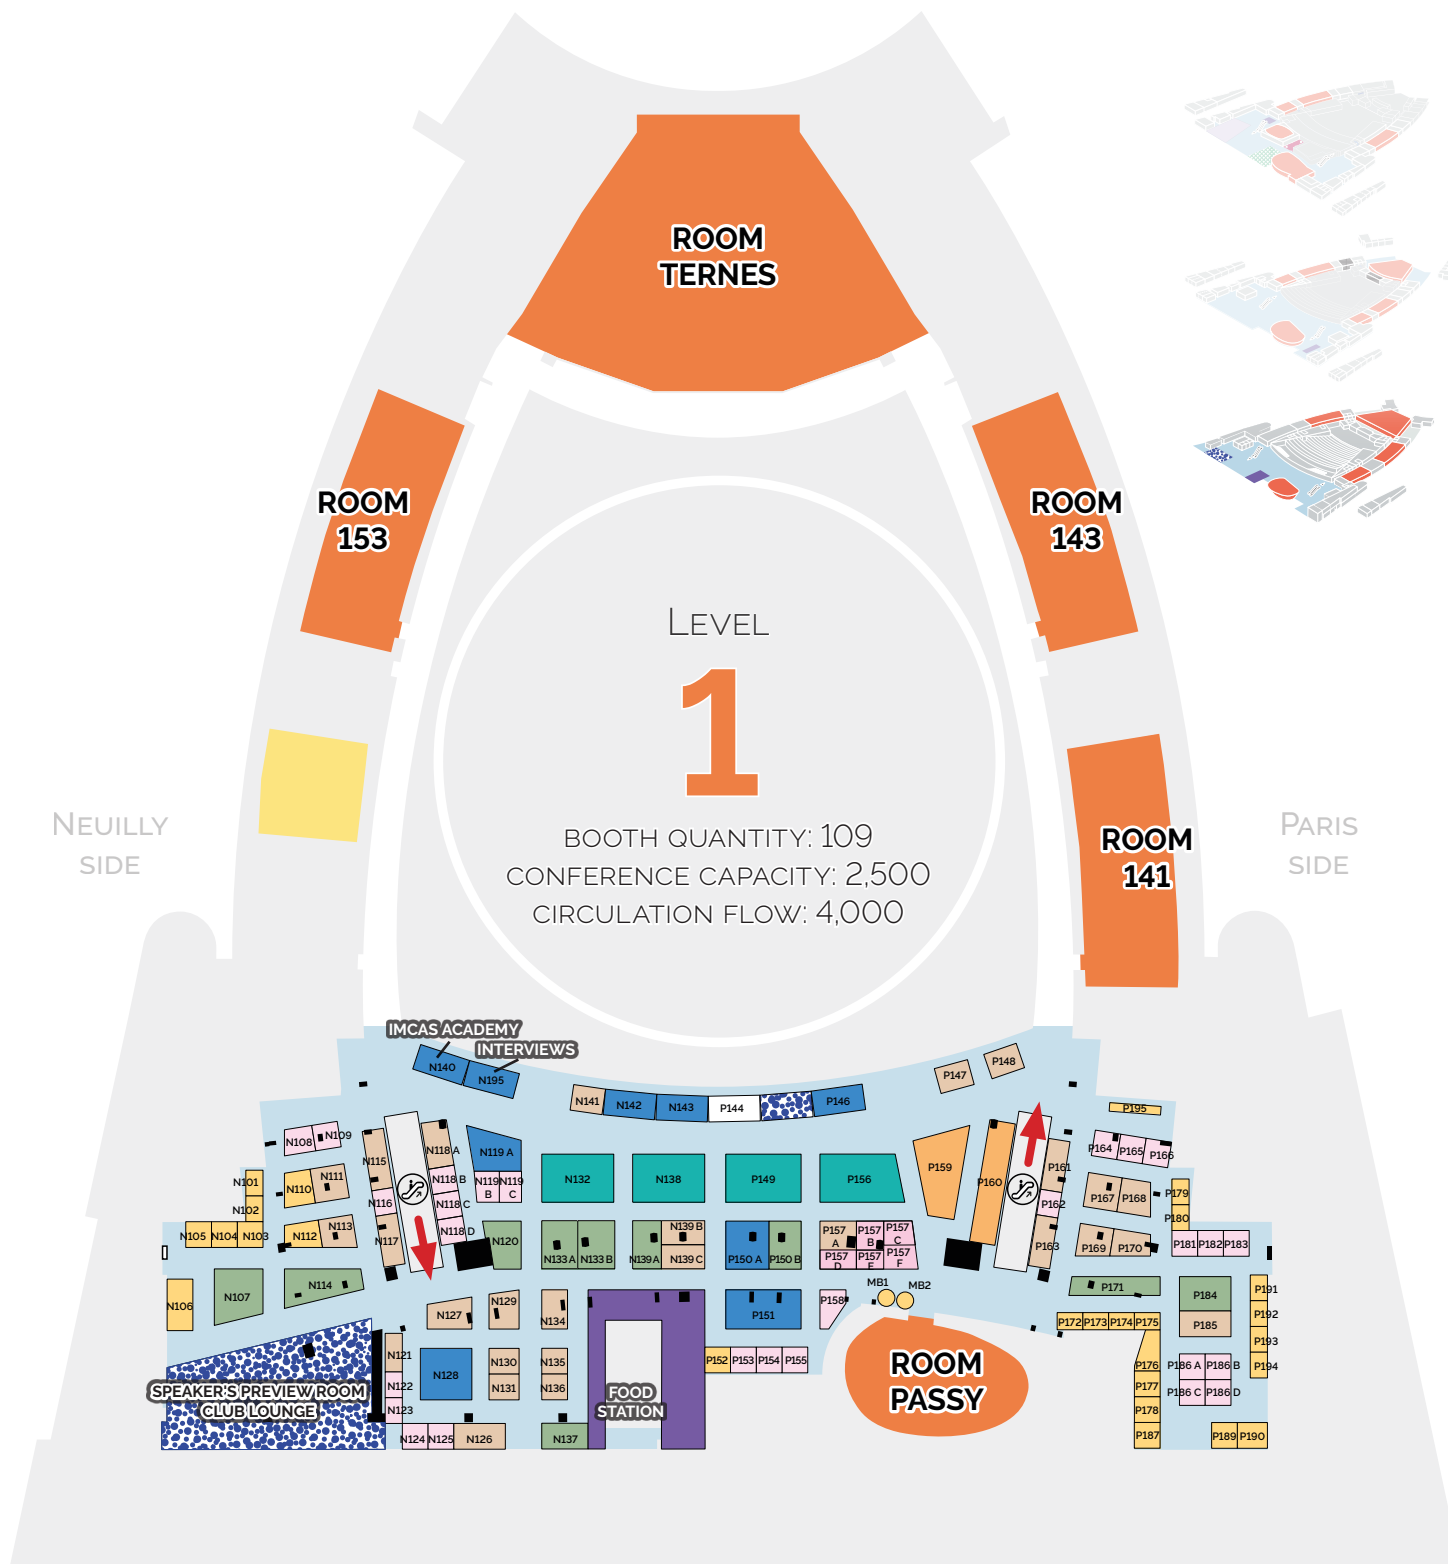 ROOM
TERNES
ROOM
153
ROOM
143
LEVEL
1
BOOTH QUANTITY: 109
CONFERENCE CAPACITY: 2,500
CIRCULATION FLOW: 4,000
NEUILLY
SIDE
PARIS
SIDE
ROOM
141
IMCAS ACADEMY
INTERVIEWS
N140
N195
P147
P148
N141
N142
N143
P144
P146
P195
N108
N109
N115
N118 A
N119 A
N132
N138
P149
P156
P159
P160
P161
P164
P165
P166
N101
N110
N111
N116
N118 B
N119
B
N119
C
P162
P167
P168
P179
N102
N118 C
P180
N105
N104
N103
N112
N113
N117
N118 D
N120
N133 A
N133 B
N139 A
N139 B
N139 C
P150 A
P150 B
P157
A
P157
B
P157
C
P157
D
P157
E
P157
F
P163
P169
P170
P181
P182
P183
N106
N107
N114
MB1
MB2
P171
P184
P191
N127
N129
N134
P151
P158
P172
P173
P174
P175
P185
P192
P193
N121
N128
N130
N135
P152
P153
P154
P155
ROOM
PASSY
P176
P186 A
P186 B
P194
SPEAKER'S PREVIEW ROOM
CLUB LOUNGE
N122
N131
N136
FOOD
STATION
P177
P186 C
P186 D
N123
P178
N124
N125
N126
N137
P187
P189
P190